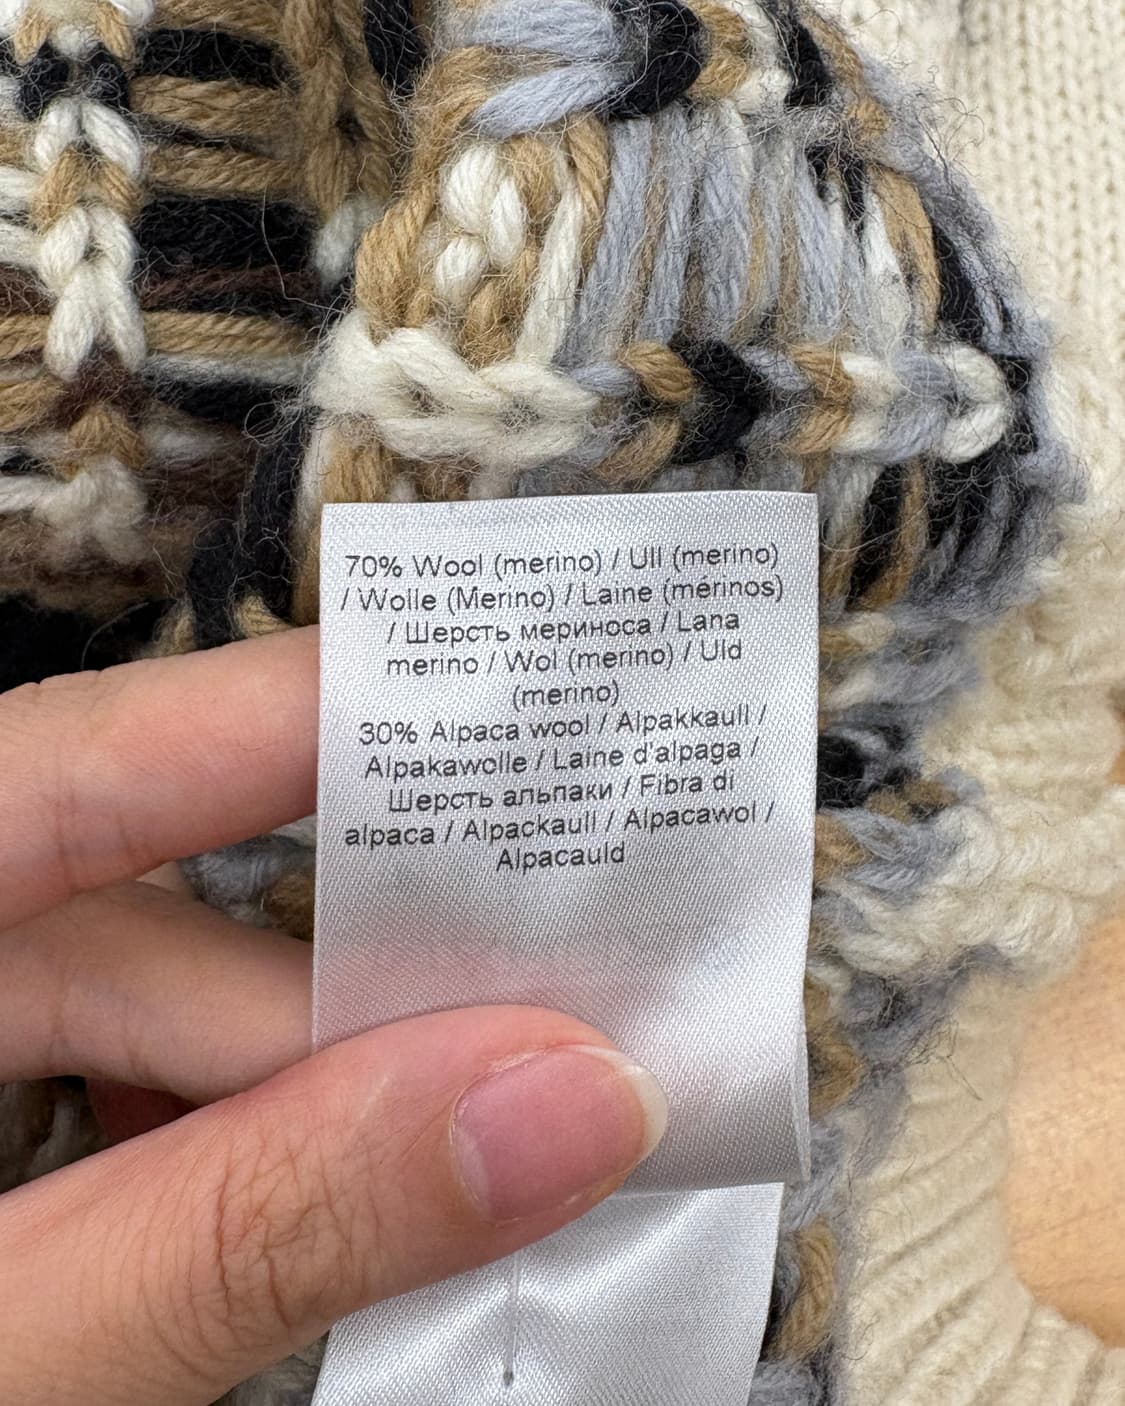 70% Wool (merino) / Ull (merino)
/ Wolle (Merino) / Laine (mérinos)
/ Шерсть мериноса / Lana
merino / Wol (merino) / Uld
(merino)
30% Alpaca wool / Alpakkaull /
Alpakawolle / Laine d'alpaga /
Шерсть альпаки / Fibra di
alpaca / Alpackaull / Alpacawol /
Alpacauld